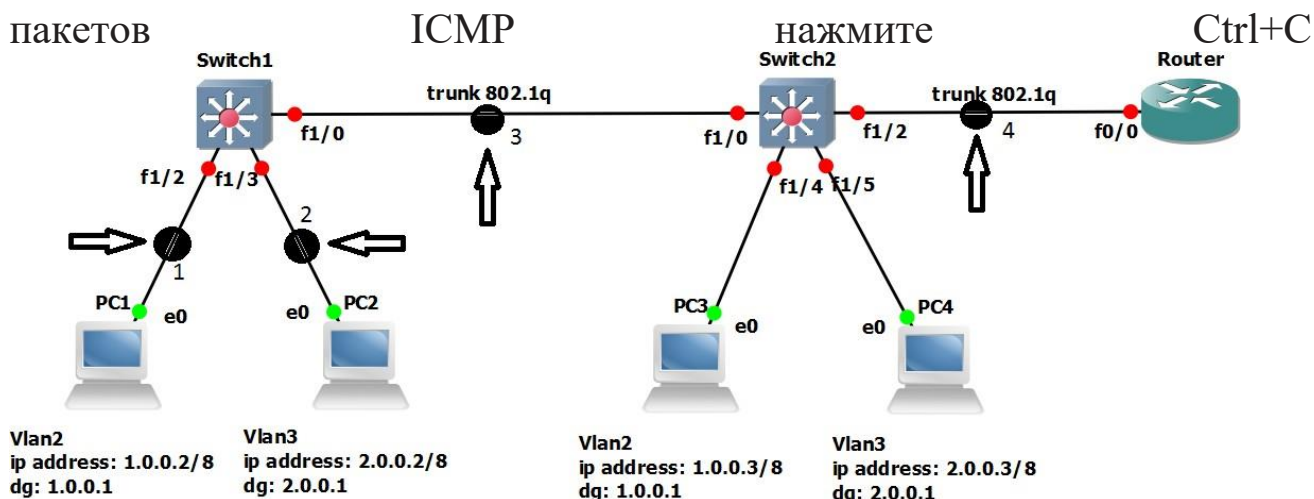 пакетов ICMP нажмите Ctrl+C
Switch1 Switch2 Router
trunk 802.1q trunk 802.1q
f1/0 3 f1/0 f1/2 4 f0/0
f1/2 f1/3 f1/4 f1/5
1 2
PC1 e0 e0 PC2 PC3 e0 e0 PC4
Vlan2
ip address: 1.0.0.2/8
dg: 1.0.0.1
Vlan3
ip address: 2.0.0.2/8
dg: 2.0.0.1
Vlan2
ip address: 1.0.0.3/8
dg: 1.0.0.1
Vlan3
ip address: 2.0.0.3/8
dg: 2.0.0.1